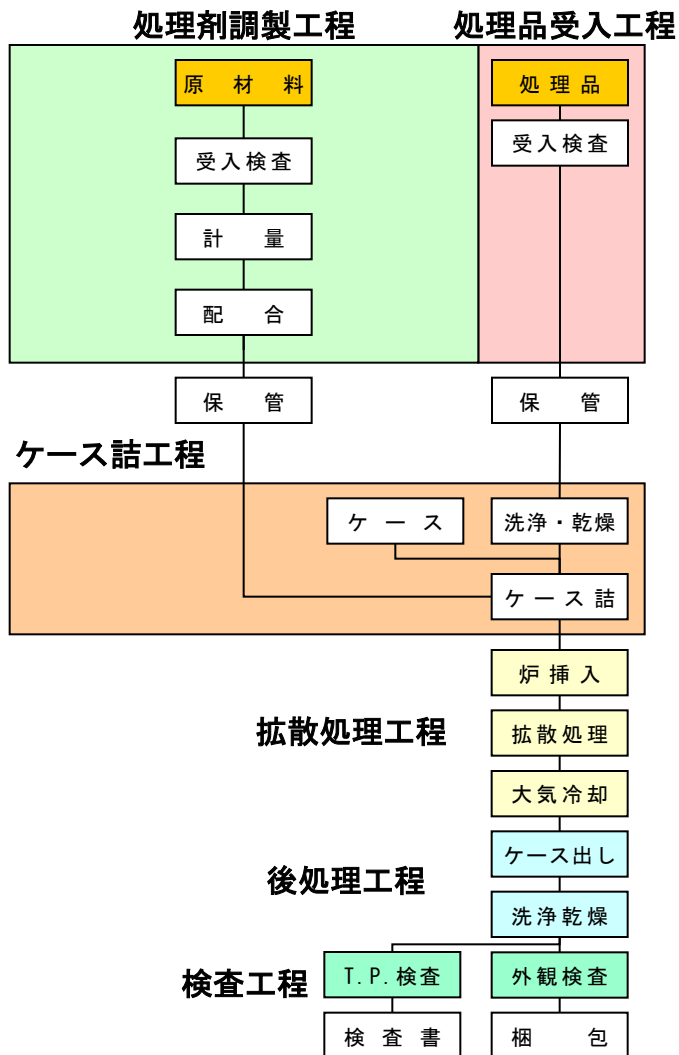 処理剤調製工程
処理品受入工程
原材料
処理品
受入検査
受入検査
計量
配合
保管
保管
ケース詰工程
ケース
洗浄・乾燥
ケース詰
炉挿入
拡散処理工程
拡散処理
大気冷却
ケース出し
後処理工程
洗浄乾燥
検査工程
T.P.検査
外観検査
検査書
梱包